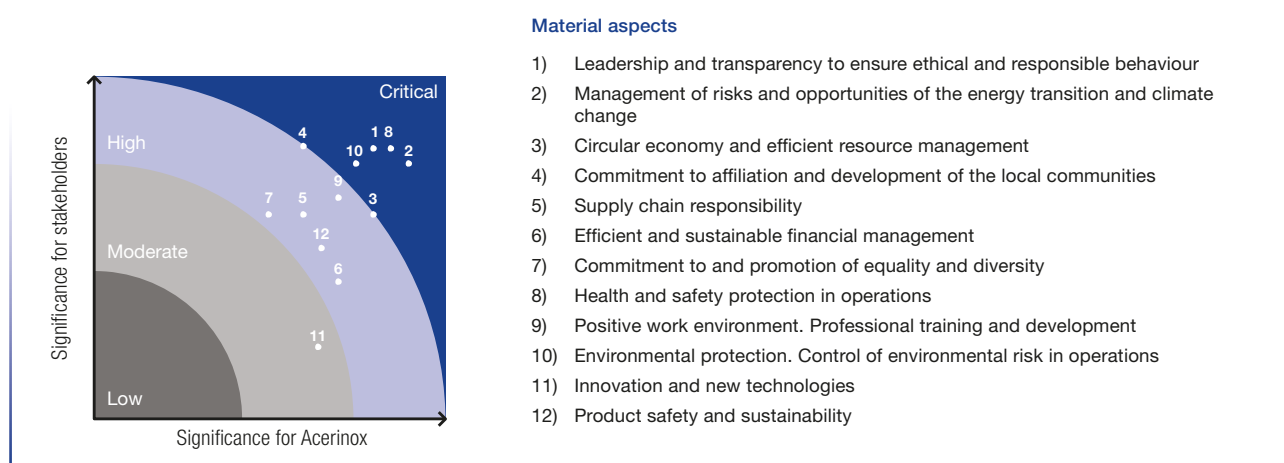 Material aspects
Critical
High
Moderate
Low
4
1 8
10
2
9
7
5
3
12
6
11
Significance for stakeholders
Significance for Acerinox
1) Leadership and transparency to ensure ethical and responsible behaviour
2) Management of risks and opportunities of the energy transition and climate
change
3) Circular economy and efficient resource management
4) Commitment to affiliation and development of the local communities
5) Supply chain responsibility
6) Efficient and sustainable financial management
7) Commitment to and promotion of equality and diversity
8) Health and safety protection in operations
9) Positive work environment. Professional training and development
10) Environmental protection. Control of environmental risk in operations
11) Innovation and new technologies
12) Product safety and sustainability